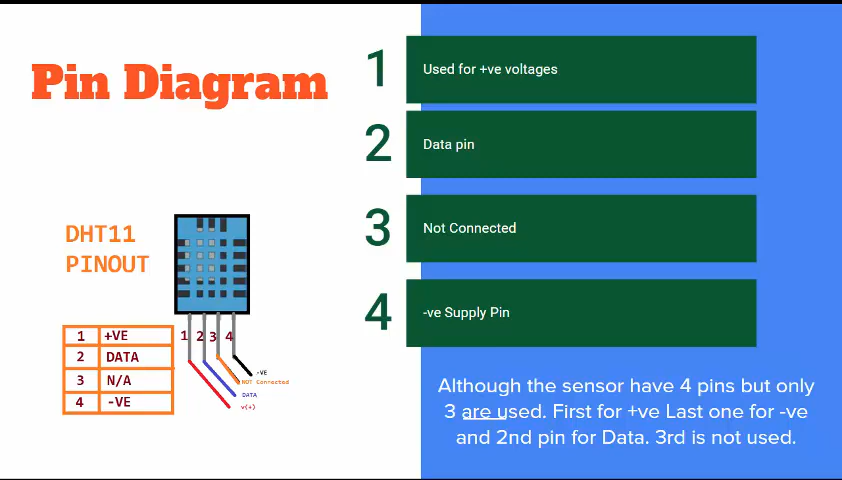 Pin Diagram
1 Used for +ve voltages
2 Data pin
3 Not Connected
4 -ve Supply Pin
DHT11
PINOUT
1 +VE
2 DATA
3 N/A
4 -VE
1 2 3 4
-VE
NOT Connected
DATA
v(+)
Although the sensor have 4 pins but only
3 are used. First for +ve Last one for -ve
and 2nd pin for Data. 3rd is not used.